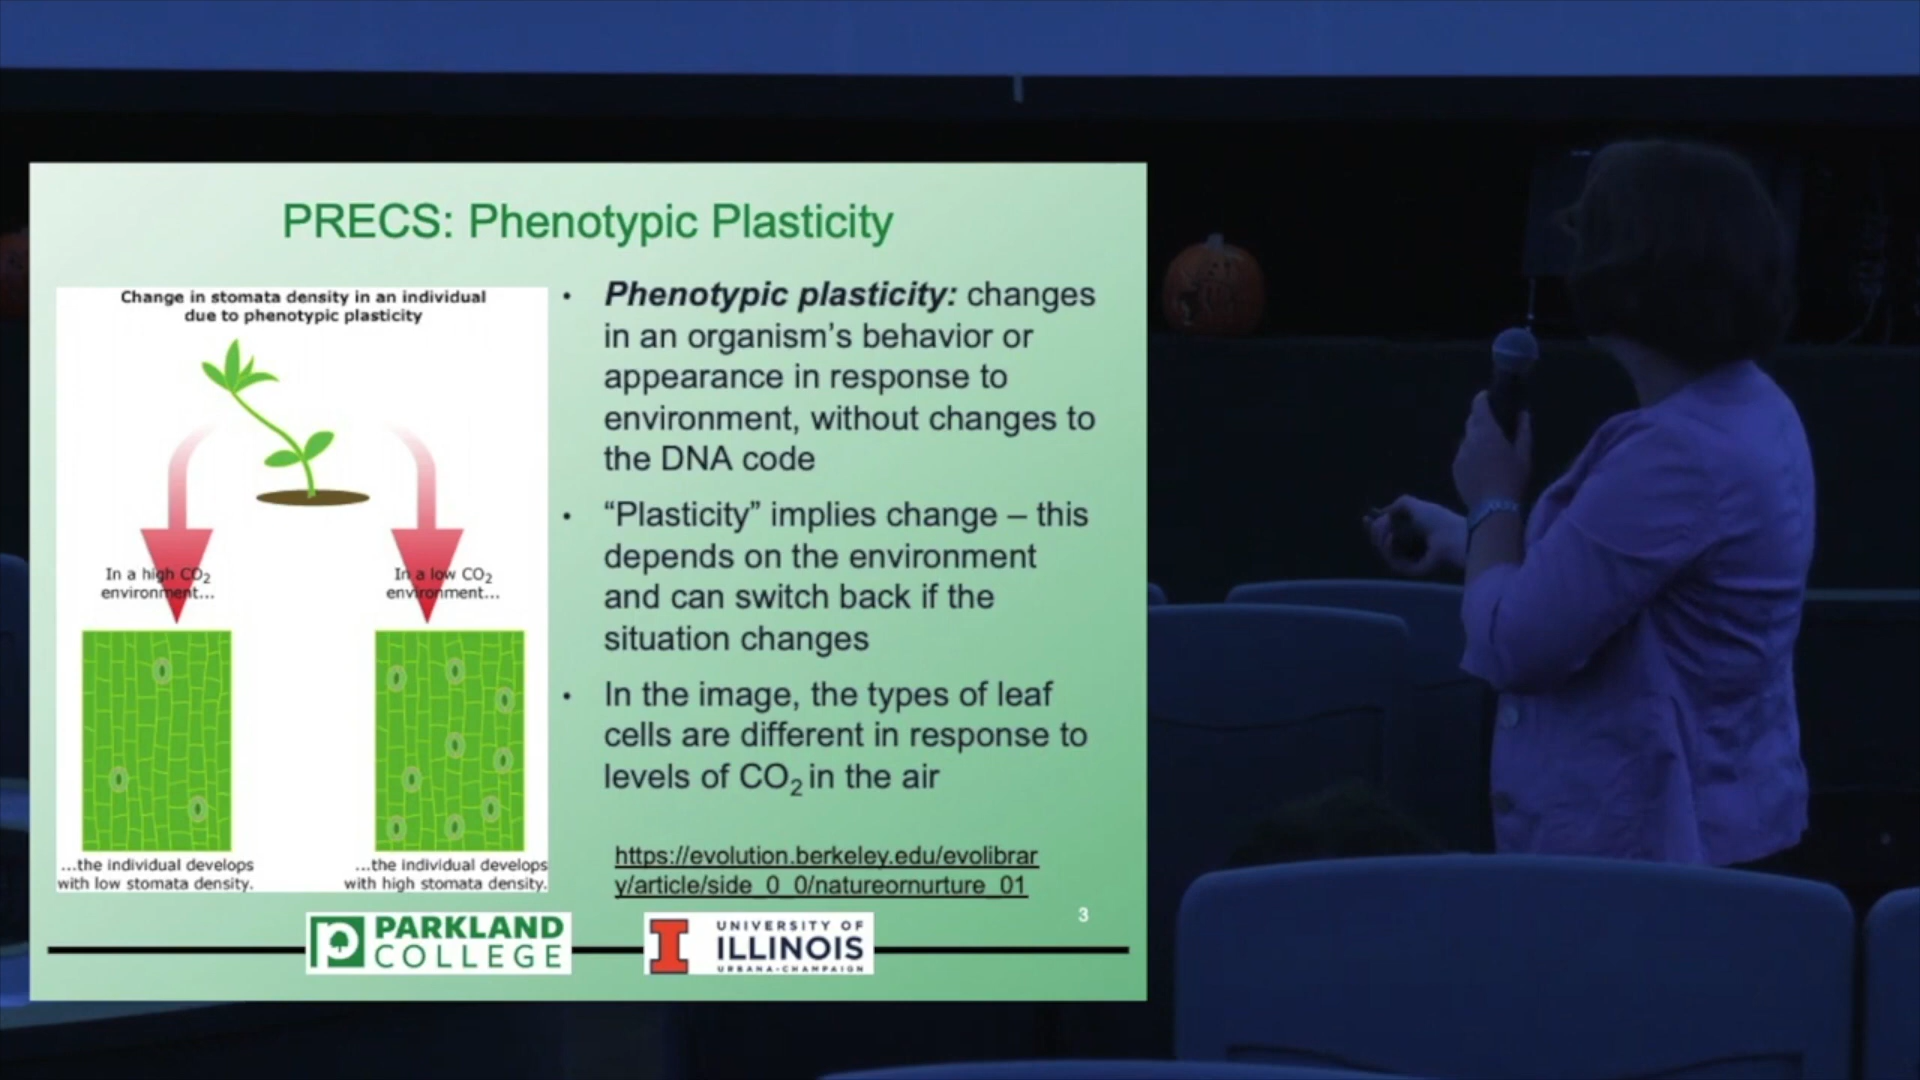 PRECS: Phenotypic Plasticity
Change in stomata density in an individual
due to phenotypic plasticity
In a high CO₂
environment...
In a low CO₂
environment...
...the individual develops
with low stomata density.
...the individual develops
with high stomata density.
• Phenotypic plasticity: changes
in an organism’s behavior or
appearance in response to
environment, without changes to
the DNA code
• “Plasticity” implies change – this
depends on the environment
and can switch back if the
situation changes
• In the image, the types of leaf
cells are different in response to
levels of CO₂ in the air
https://evolution.berkeley.edu/evolibrar
y/article/side_0_0/natureornurture_01
3
PARKLAND
COLLEGE
UNIVERSITY OF
ILLINOIS
URBANA-CHAMPAIGN